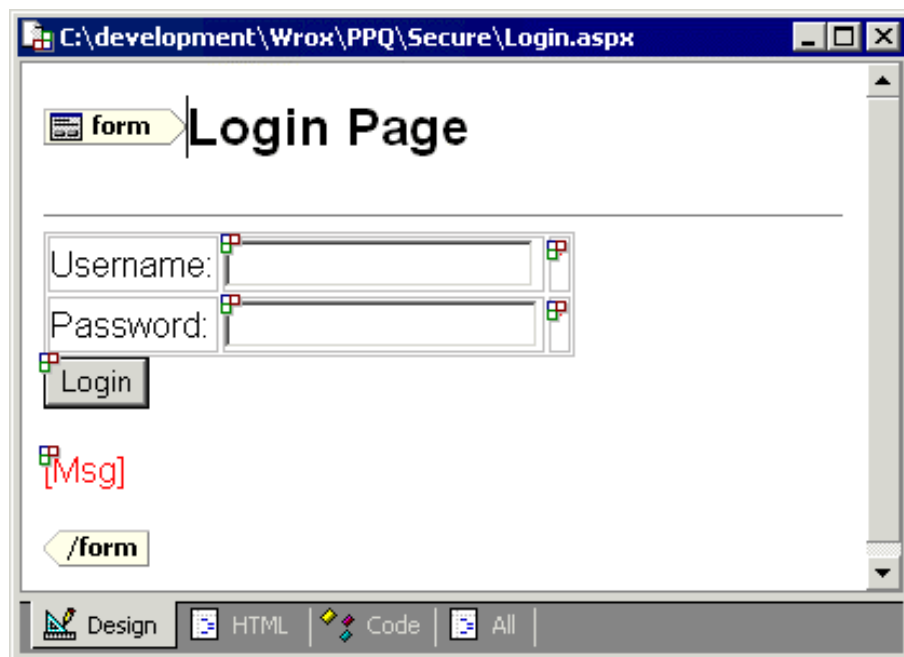 C:\development\Wrox\PPQ\Secure\Login.aspx
form Login Page
Username:
Password:
Login
[Msg]
/form
Design HTML Code All